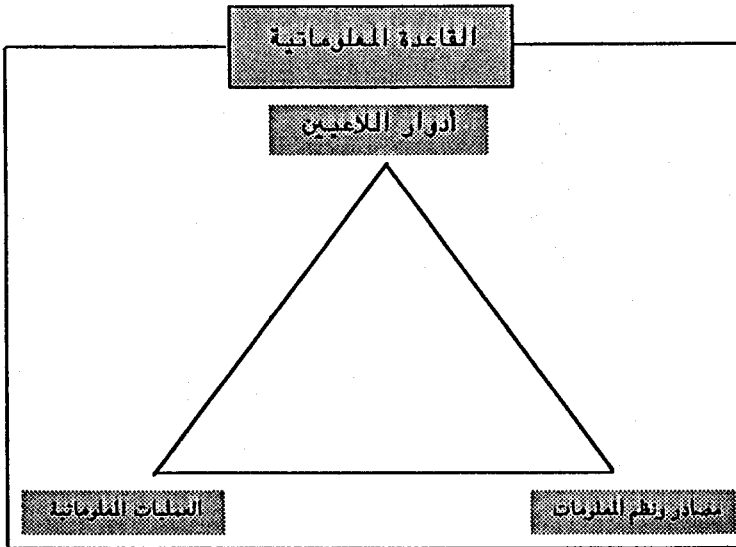 القاعدة المعلوماتية
أدوار اللاعبين
مصادر ونظم المعلومات
العمليات المعلوماتية